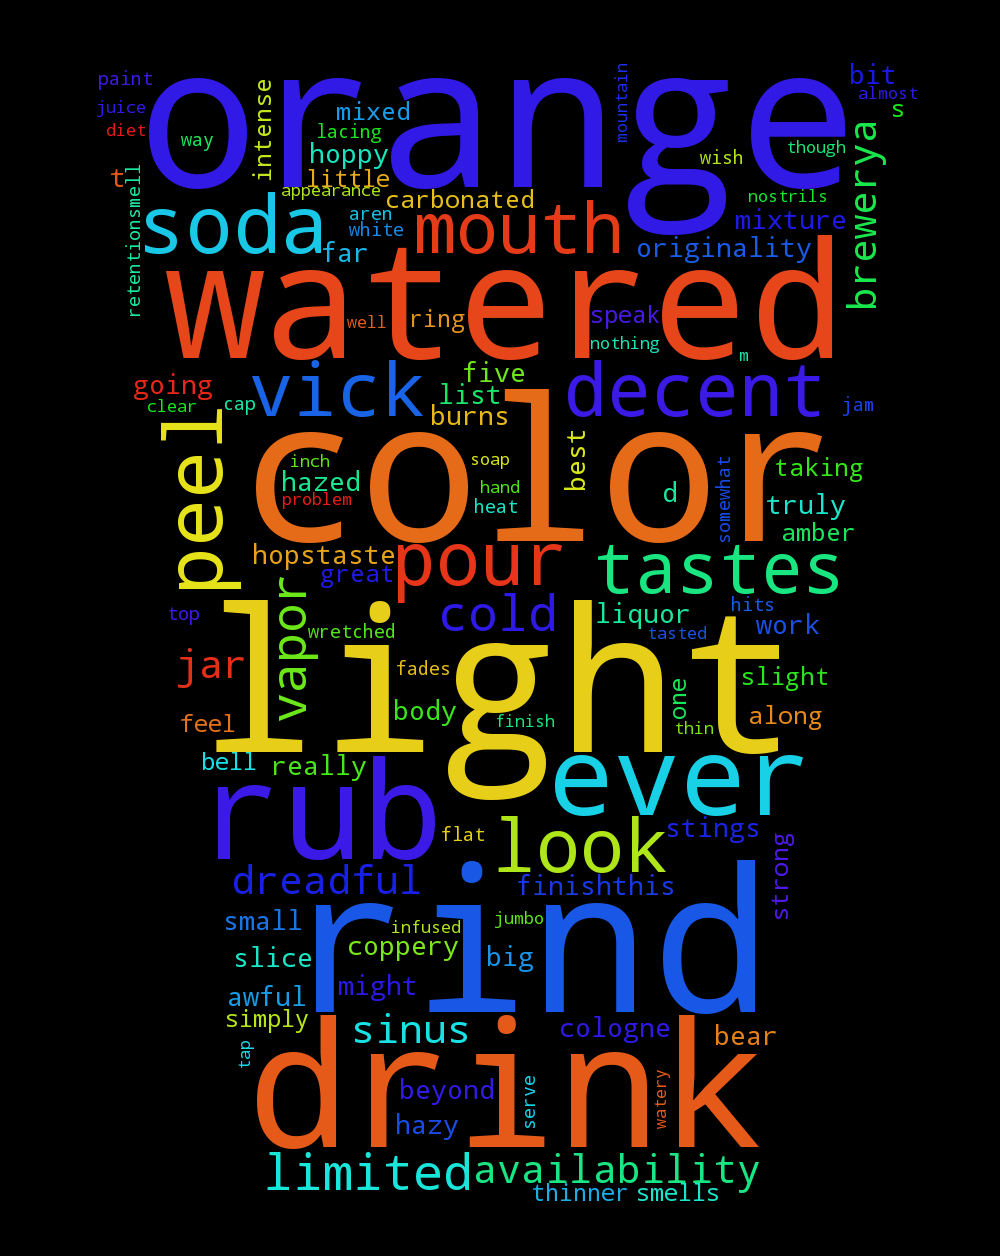 orange
paint
juice
diet
way
intense
mixed
lacing
hoppy
little
appearance
mountain
bit
almost
s
wish
though
nostrils
brewerya
t
retentionsmell
soda
aren
white
far
carbonated
mouth
mixture
originality
watered
well
ring
speak
nothing
m
going
clear
cap
vick
five
list
burns
decent
jam
peel
color
inch
hazed
problem
soap
hand
heat
best
d
somewhat
taking
truly
amber
hopstaste
great
pour
tastes
top
vapor
wretched
cold
liquor
hits
tasted
work
light
jar
feel
fades
body
finish
one
thin
slight
along
bell
really
rub
ever
flat
look
stings
strong
dreadful
finishthis
rind
small
slice
awful
simply
infused
coppery
might
jumbo
big
sinus
cologne
bear
tap
drink
beyond
hazy
serve
watery
limited
availability
thinner
smells